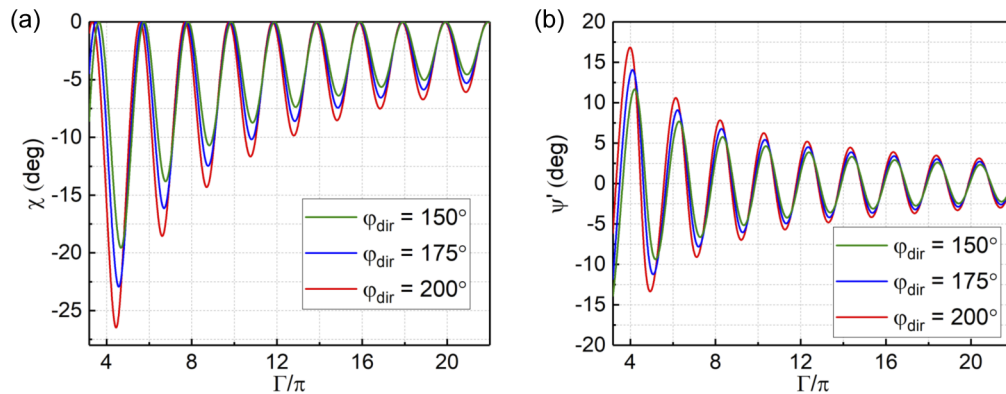 (a)
0
-5
-10
-15
-20
-25
χ (deg)
φdir = 150°
φdir = 175°
φdir = 200°
4 8 12 16 20
Γ/π
(b)
20
15
10
5
0
-5
-10
-15
-20
ψ' (deg)
φdir = 150°
φdir = 175°
φdir = 200°
4 8 12 16 20
Γ/π